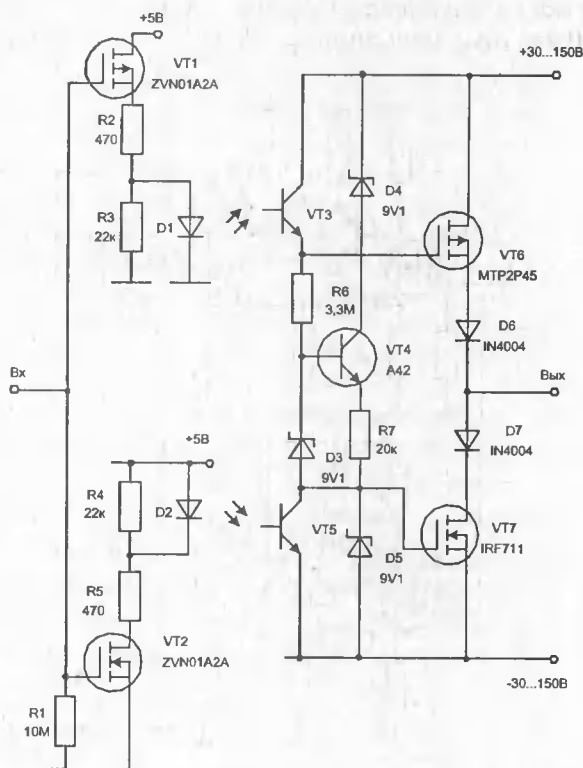 +5В
VT1
ZVN01A2A
R2
470
R3
22к
D1
+30...150В
D4
9V1
VT3
VT6
MTP2P45
R6
3,3М
VT4
A42
D6
IN4004
Вх
Вых
R7
20к
D7
IN4004
+5В
D3
9V1
R4
22к
D2
VT5
D5
9V1
VT7
IRF711
R5
470
VT2
ZVN01A2A
-30...150В
R1
10М